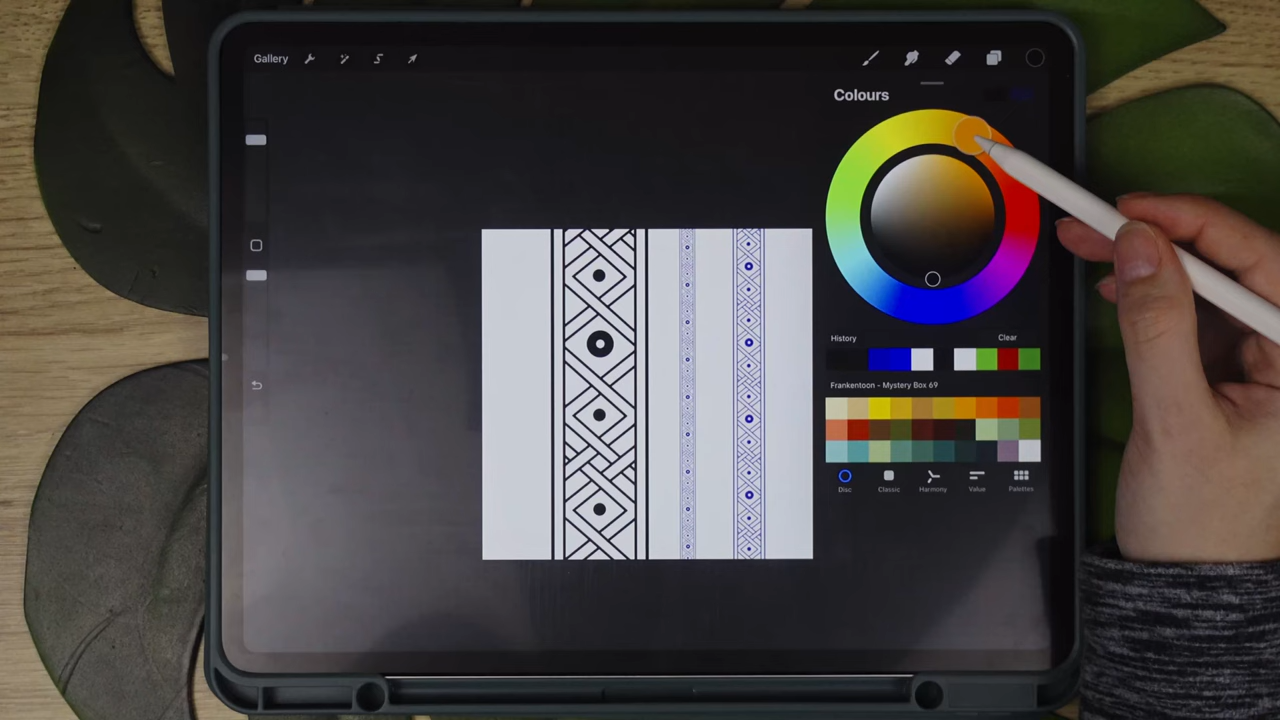 Gallery
Colours
History
Clear
Frankentoon - Mystery Box 69
Disc
Classic
Harmony
Value
Palettes